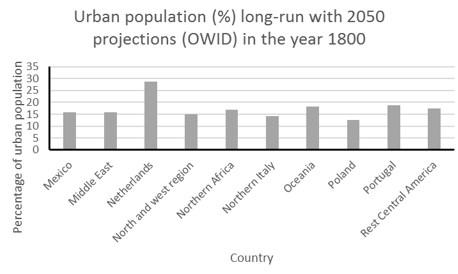 Urban population (%) long-run with 2050
projections (OWID) in the year 1800
Percentage of urban population
35
30
25
20
15
10
5
0
Mexico
Middle East
Netherlands
North and west region
Northern Africa
Northern Italy
Oceania
Poland
Portugal
Rest Central America
Country